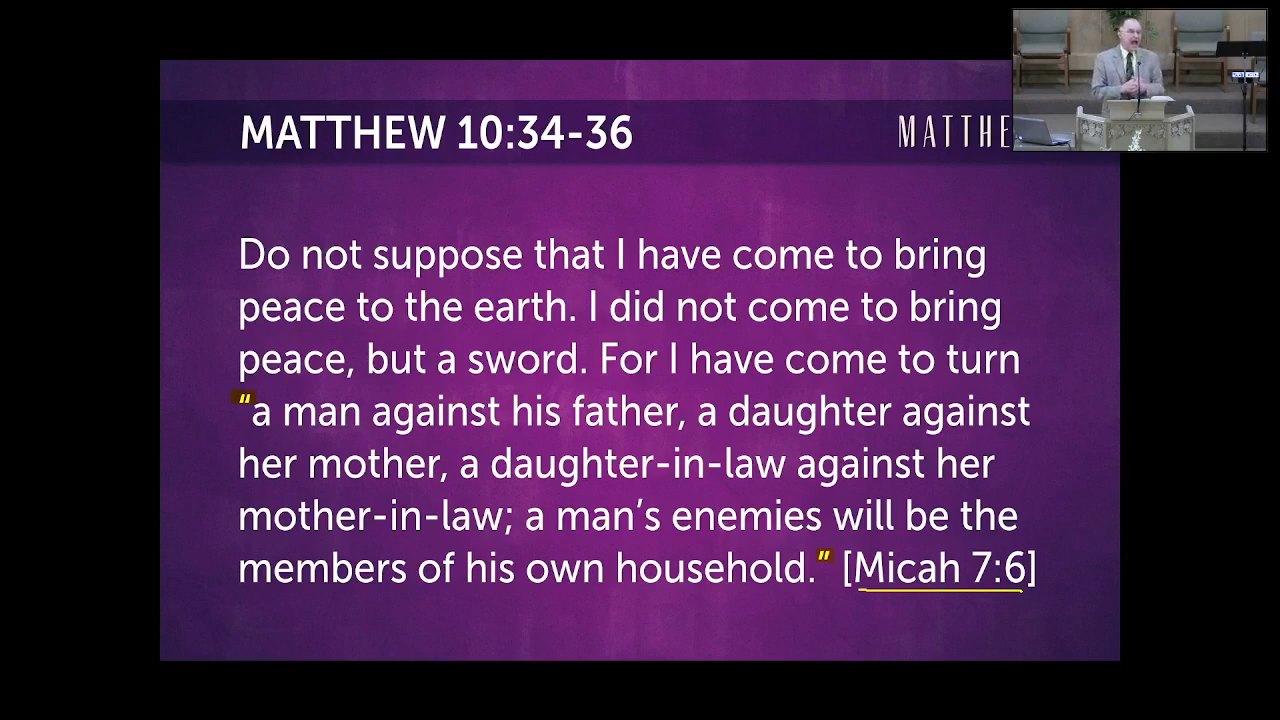 MATTHEW 10:34-36
MATTHE
Do not suppose that I have come to bring
peace to the earth. I did not come to bring
peace, but a sword. For I have come to turn
“a man against his father, a daughter against
her mother, a daughter-in-law against her
mother-in-law; a man’s enemies will be the
members of his own household.” [Micah 7:6]